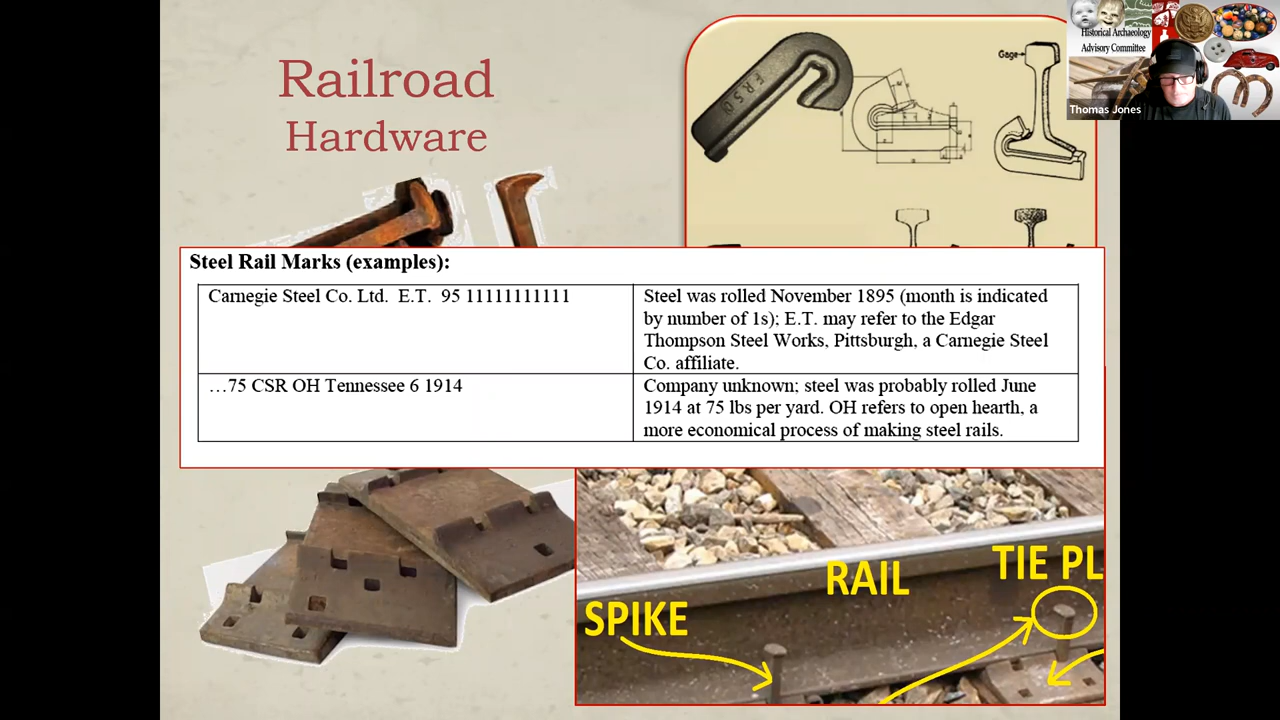 Railroad
Hardware
Gage
Historical Archaeology
Advisory Committee
Thomas Jones
Steel Rail Marks (examples):
Carnegie Steel Co. Ltd. E.T. 95 11111111111
Steel was rolled November 1895 (month is indicated
by number of 1s); E.T. may refer to the Edgar
Thompson Steel Works, Pittsburgh, a Carnegie Steel
Co. affiliate.
…75 CSR OH Tennessee 6 1914
Company unknown; steel was probably rolled June
1914 at 75 lbs per yard. OH refers to open hearth, a
more economical process of making steel rails.
SPIKE
RAIL
TIE PL